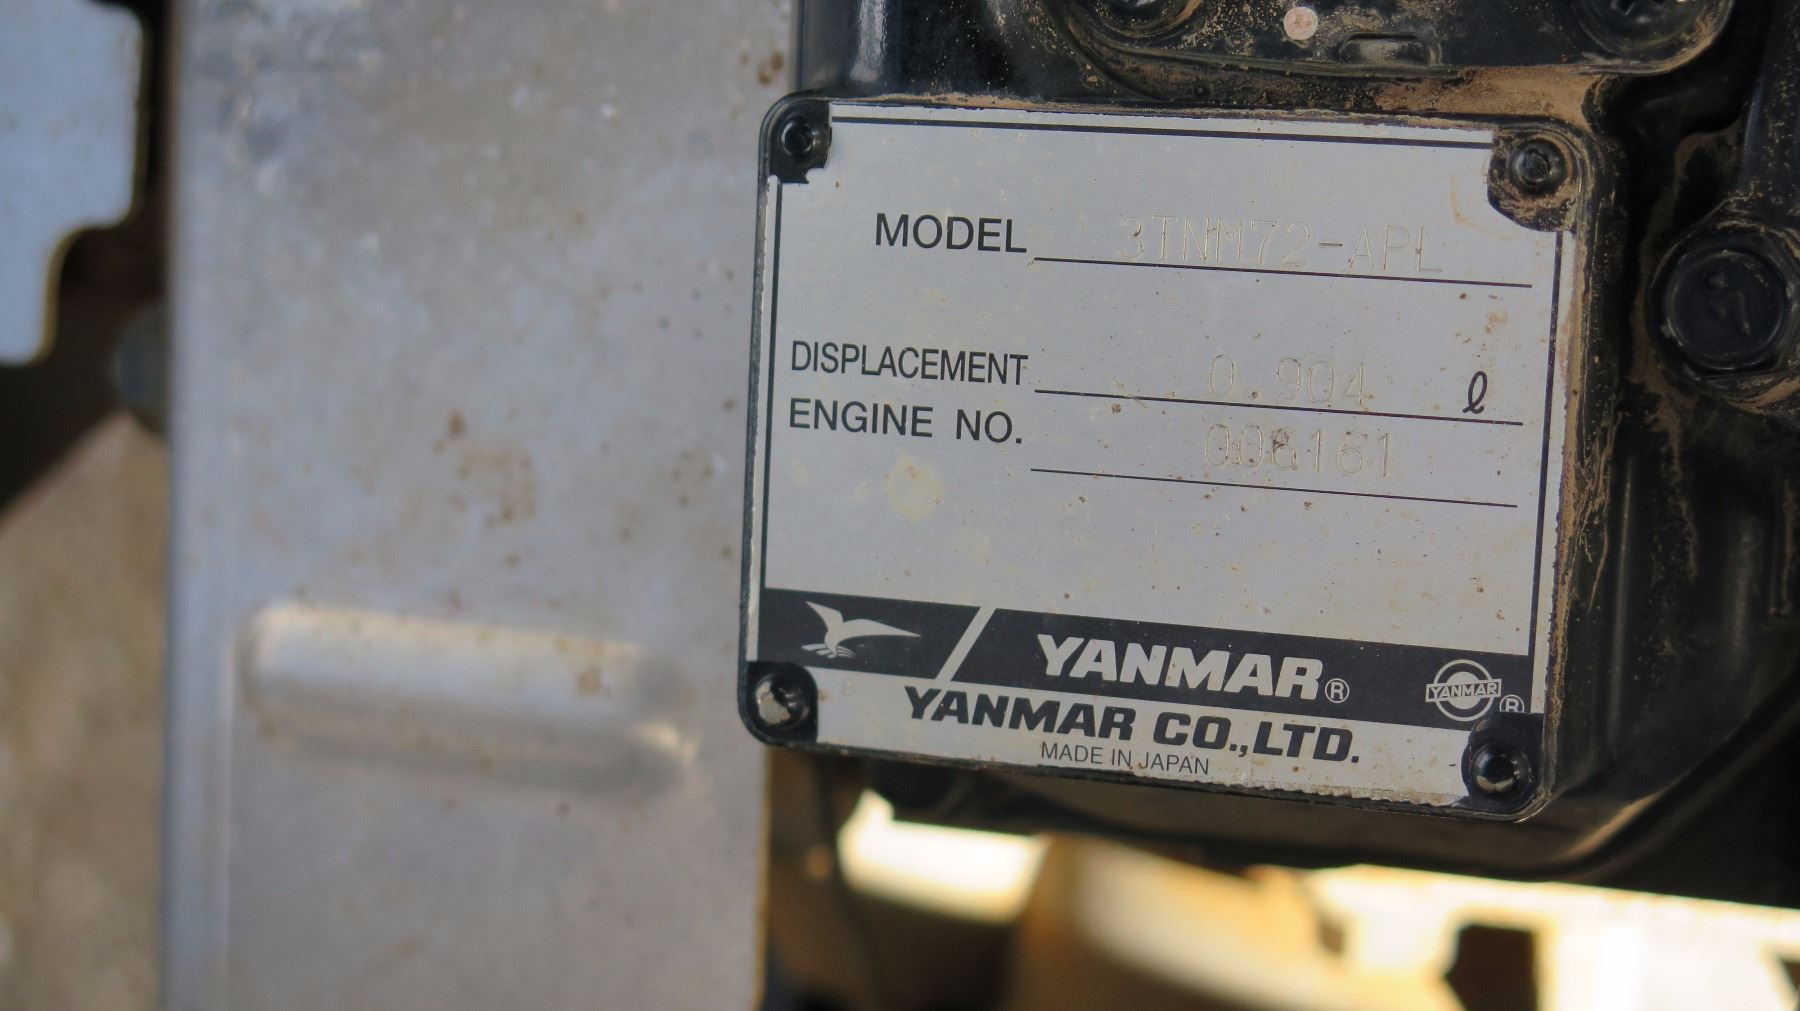 MODEL 3TNM72-APL
DISPLACEMENT 0.904 ℓ
ENGINE NO. 006161
YANMAR®
YANMAR ®
YANMAR CO.,LTD.
MADE IN JAPAN